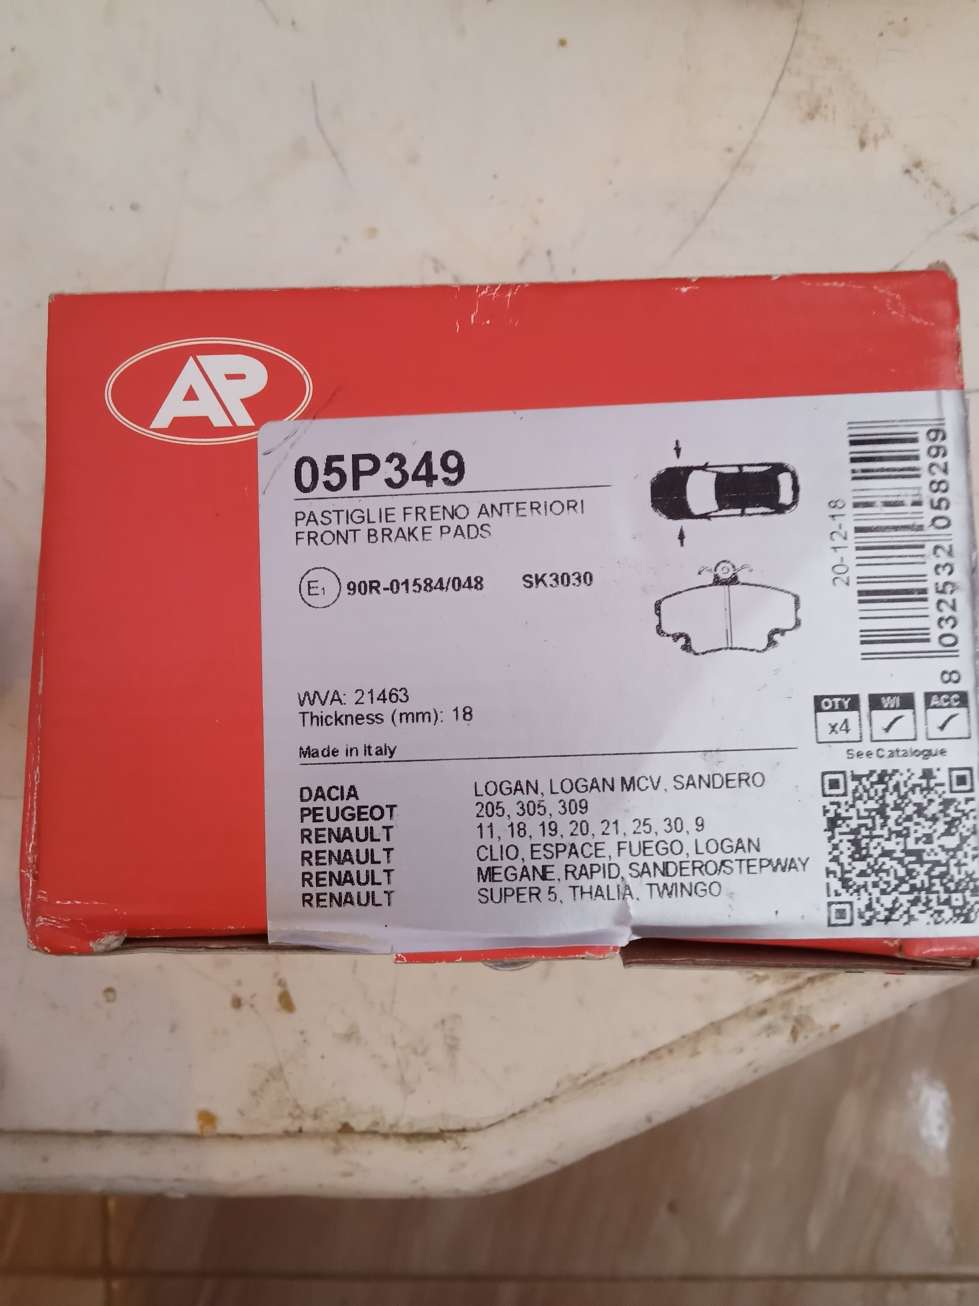 AP
05P349
PASTIGLIE FRENO ANTERIORI
FRONT BRAKE PADS
E1 90R-01584/048 SK3030
WVA: 21463
Thickness (mm): 18
Made in Italy
20-12-18
8 032532 058299
QTY WI ACC
x4 ✓ ✓
See Catalogue
DACIA LOGAN, LOGAN MCV, SANDERO
PEUGEOT 205, 305, 309
RENAULT 11, 18, 19, 20, 21, 25, 30, 9
RENAULT CLIO, ESPACE, FUEGO, LOGAN
RENAULT MEGANE, RAPID, SANDERO/STEPWAY
RENAULT SUPER 5, THALIA, TWINGO